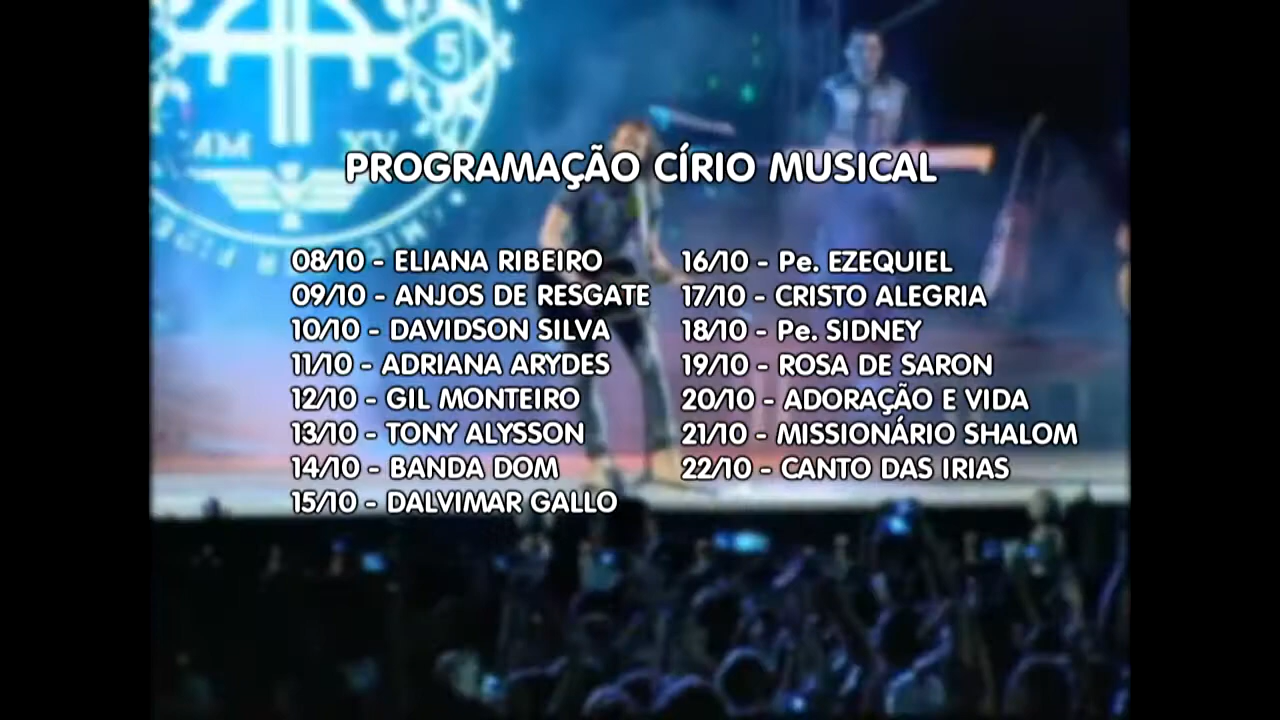 5
MM XV
PROGRAMAÇÃO CÍRIO MUSICAL
08/10 - ELIANA RIBEIRO
09/10 - ANJOS DE RESGATE
10/10 - DAVIDSON SILVA
11/10 - ADRIANA ARYDES
12/10 - GIL MONTEIRO
13/10 - TONY ALYSSON
14/10 - BANDA DOM
15/10 - DALVIMAR GALLO
16/10 - Pe. EZEQUIEL
17/10 - CRISTO ALEGRIA
18/10 - Pe. SIDNEY
19/10 - ROSA DE SARON
20/10 - ADORAÇÃO E VIDA
21/10 - MISSIONÁRIO SHALOM
22/10 - CANTO DAS IRIAS